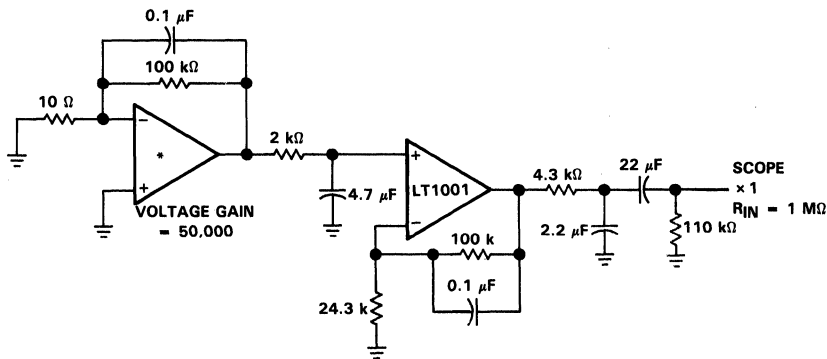 0.1 µF
100 kΩ
10 Ω
−
*
+
VOLTAGE GAIN
= 50,000
2 kΩ
4.7 µF
+
LT1001
−
100 k
0.1 µF
24.3 k
4.3 kΩ
2.2 µF
22 µF
110 kΩ
SCOPE
× 1
RIN = 1 MΩ